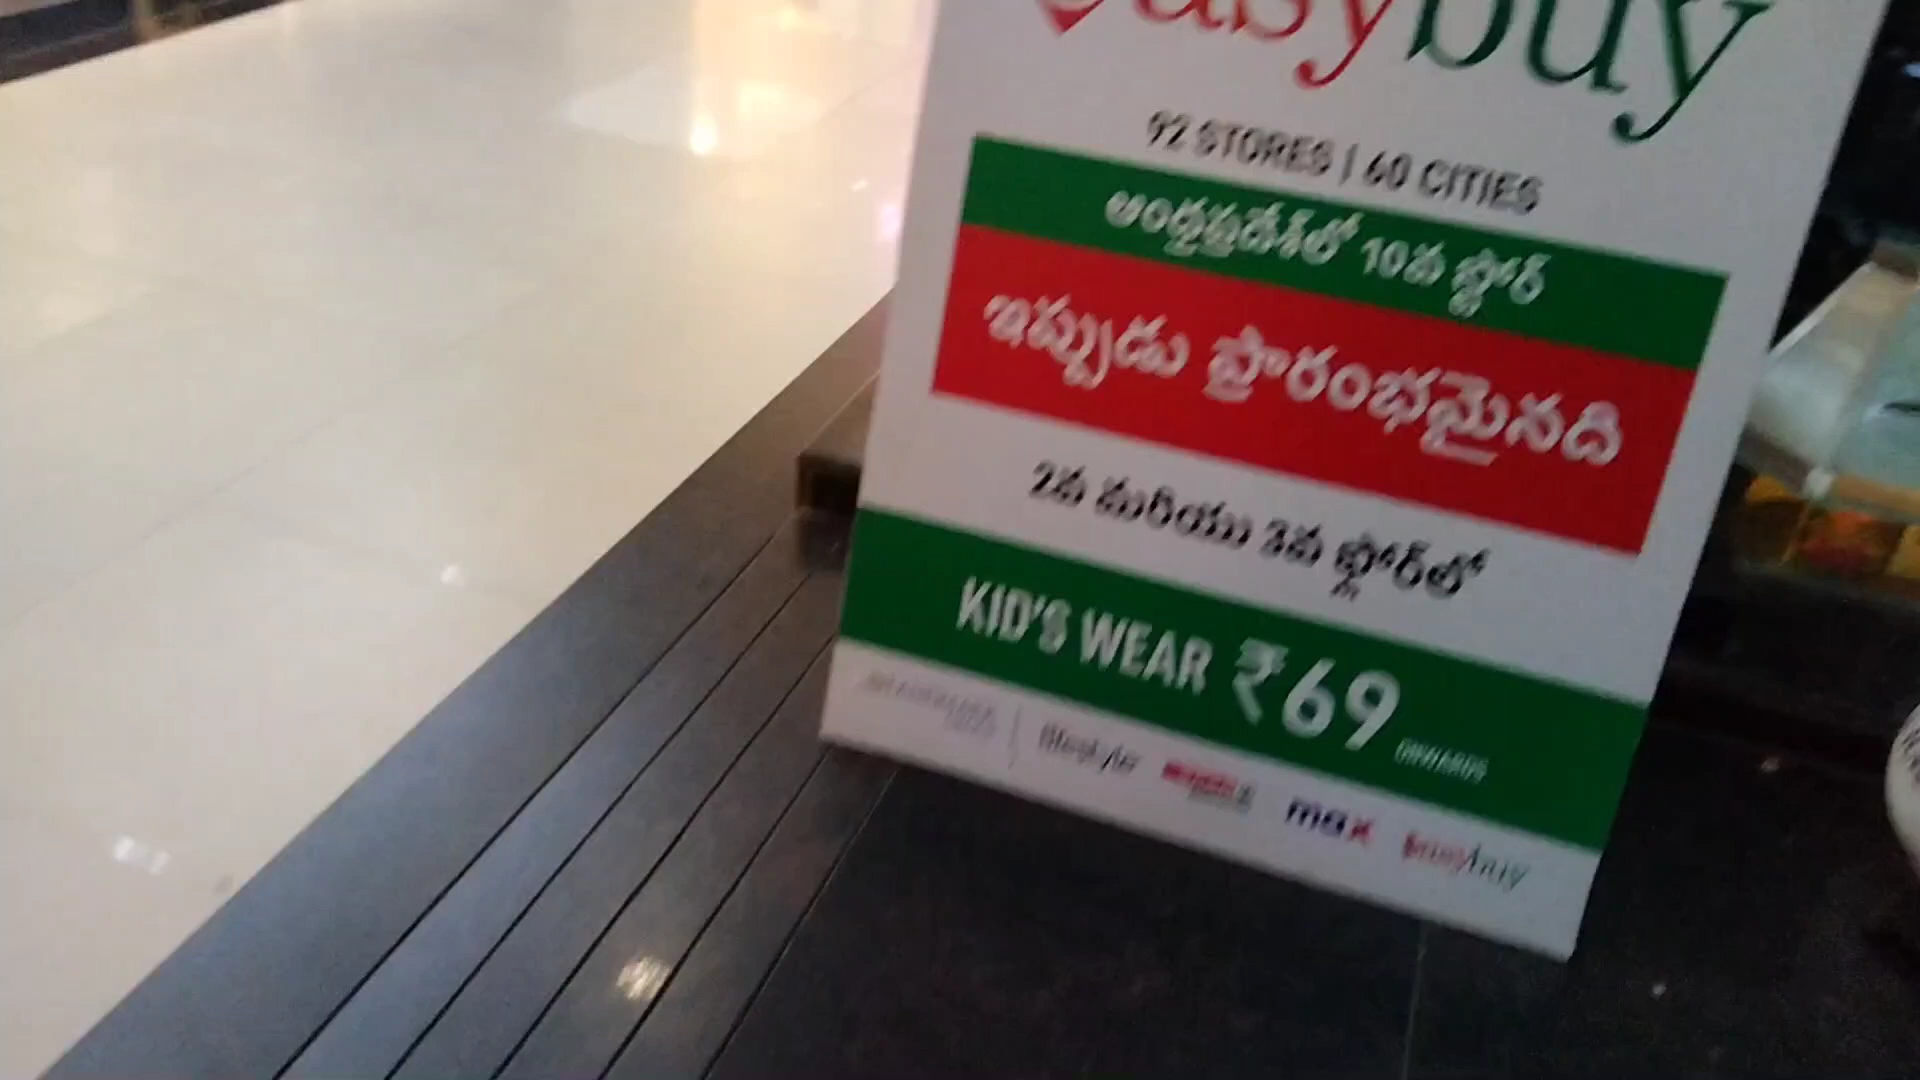 easybuy
92 STORES | 60 CITIES
ఆంధ్రప్రదేశ్‌లో 10వ స్టోర్
ఇప్పుడు ప్రారంభమైనది
2వ మరియు 3వ ఫ్లోర్‌లో
KID'S WEAR ₹69 ONWARDS
lifestyle max easybuy